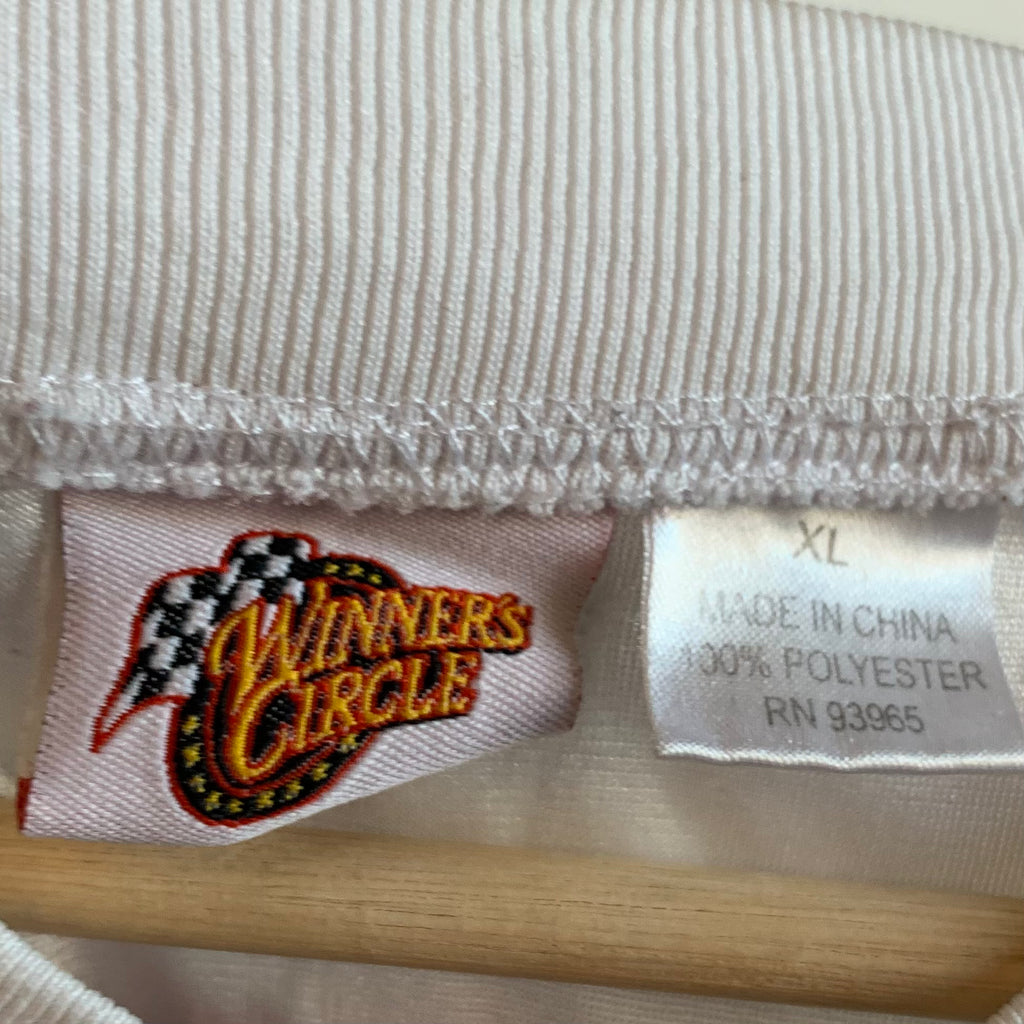 WINNER'S
CIRCLE
XL
MADE IN CHINA
100% POLYESTER
RN 93965